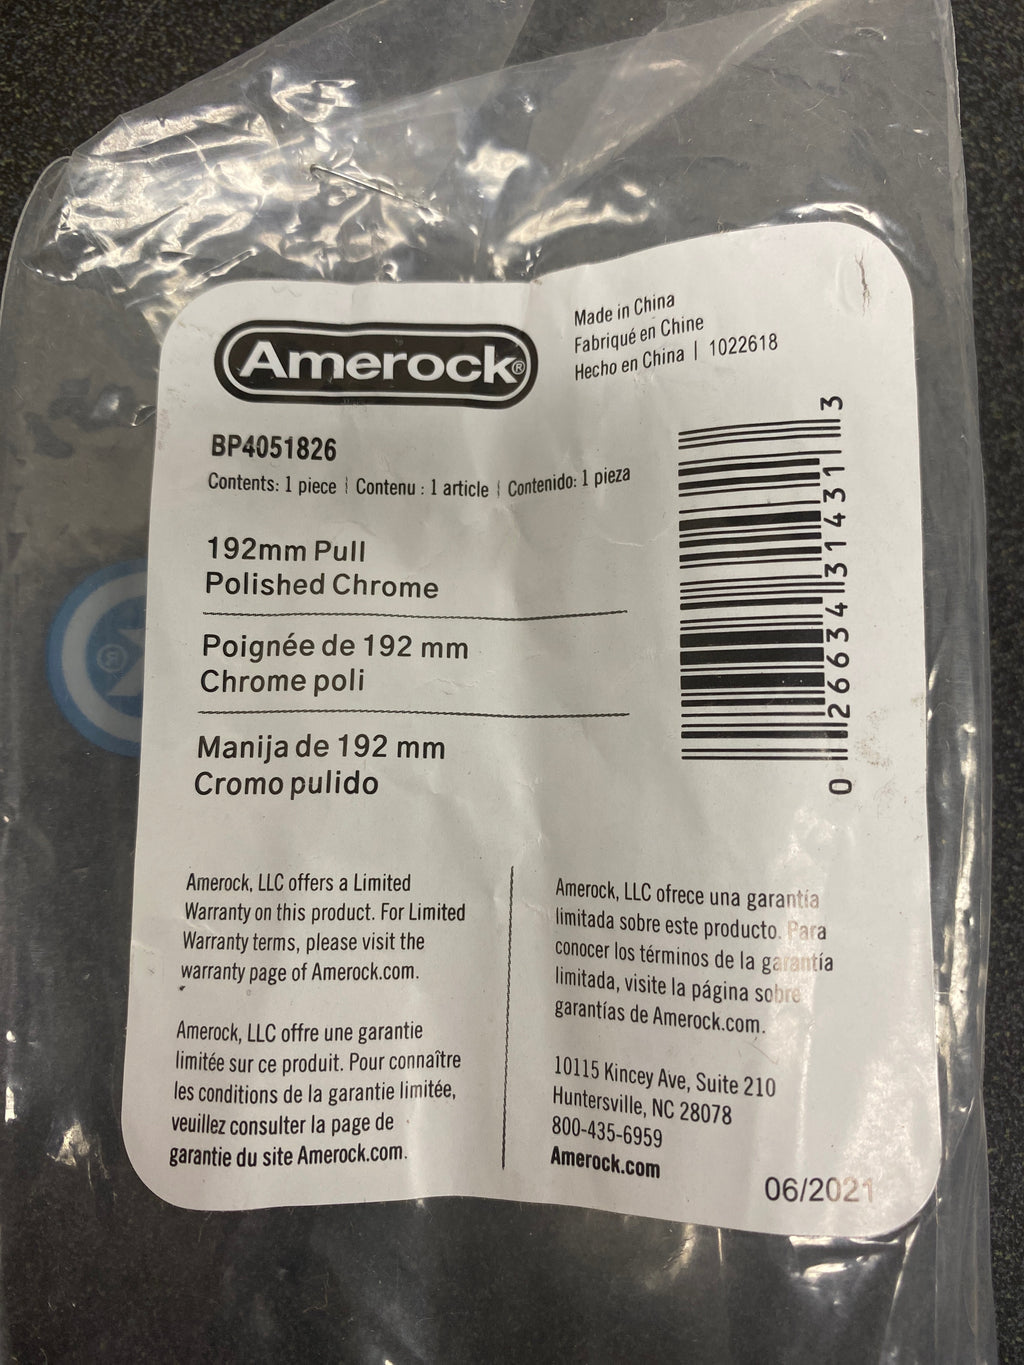 Amerock®
Made in China
Fabriqué en Chine
Hecho en China | 1022618
BP4051826
Contents: 1 piece | Contenu : 1 article | Contenido: 1 pieza
192mm Pull
Polished Chrome
Poignée de 192 mm
Chrome poli
Manija de 192 mm
Cromo pulido
0 26634 31431 3
®
Amerock, LLC offers a Limited
Warranty on this product. For Limited
Warranty terms, please visit the
warranty page of Amerock.com.
Amerock, LLC offre une garantie
limitée sur ce produit. Pour connaître
les conditions de la garantie limitée,
veuillez consulter la page de
garantie du site Amerock.com.
Amerock, LLC ofrece una garantía
limitada sobre este producto. Para
conocer los términos de la garantía
limitada, visite la página sobre
garantías de Amerock.com.
10115 Kincey Ave, Suite 210
Huntersville, NC 28078
800-435-6959
Amerock.com
06/2021